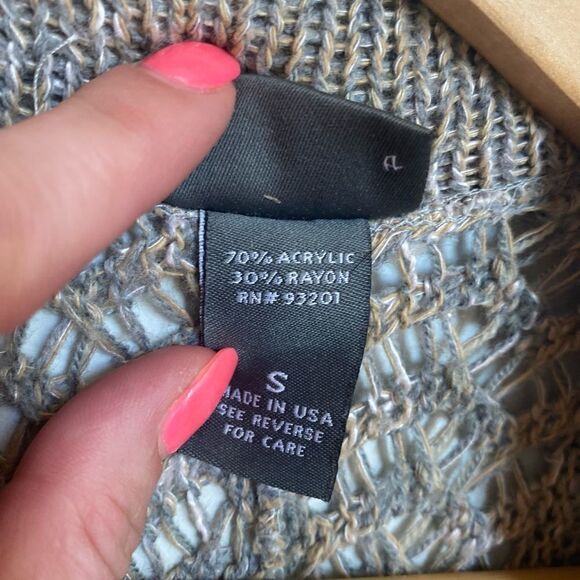 70% ACRYLIC
30% RAYON
RN# 93201
S
MADE IN USA
SEE REVERSE
FOR CARE